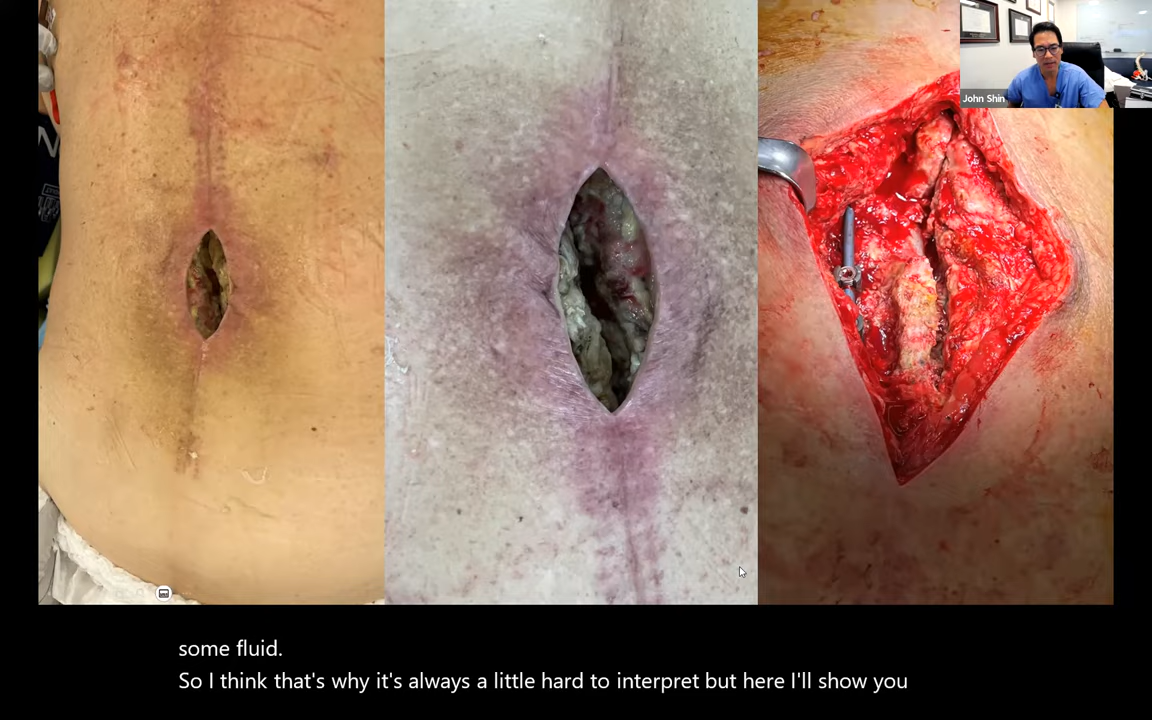 John Shin
some fluid.
So I think that's why it's always a little hard to interpret but here I'll show you